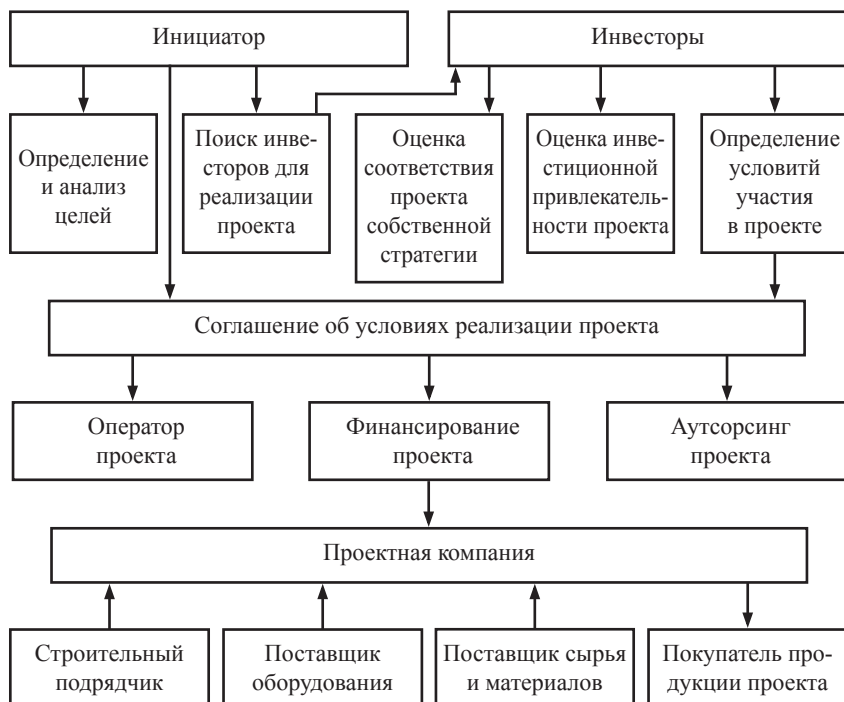 Инициатор
Инвесторы
Определение
и анализ
целей
Поиск инве-
сторов для
реализации
проекта
Оценка
соответствия
проекта
собственной
стратегии
Оценка инве-
стиционной
привлекатель-
ности проекта
Определение
условитй
участия
в проекте
Соглашение об условиях реализации проекта
Оператор
проекта
Финансирование
проекта
Аутсорсинг
проекта
Проектная компания
Строительный
подрядчик
Поставщик
оборудования
Поставщик сырья
и материалов
Покупатель про-
дукции проекта